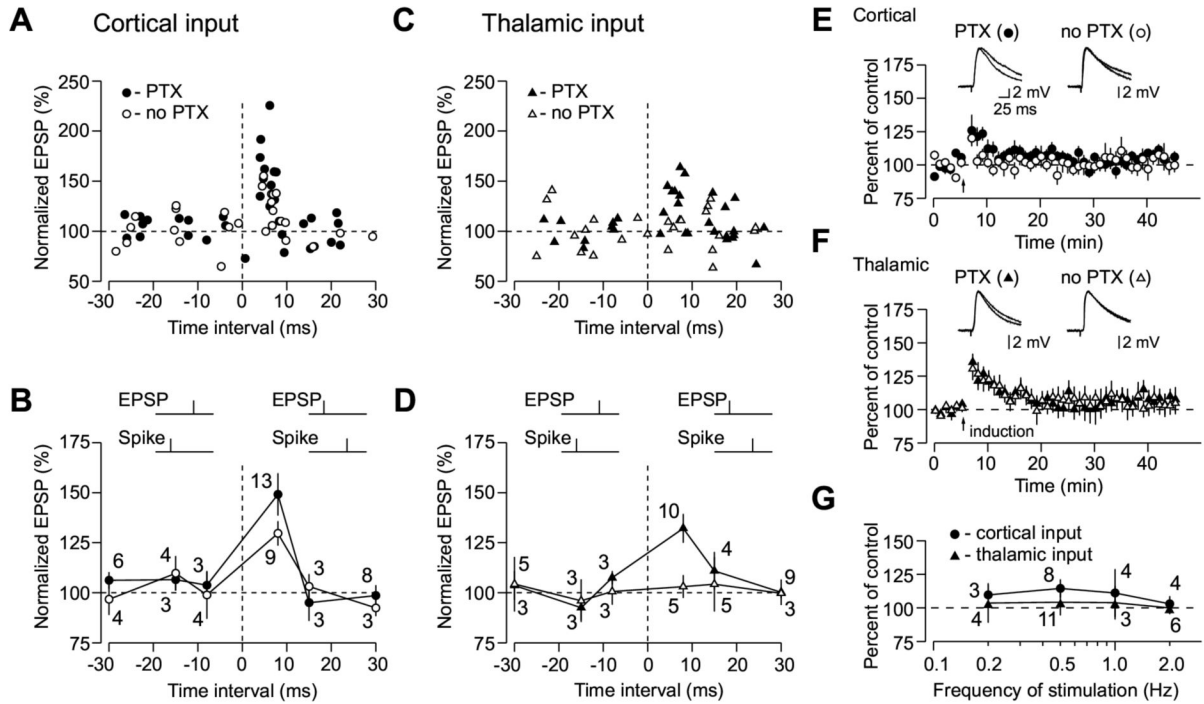 A
Cortical input
Normalized EPSP (%)
250
200
150
100
50
- PTX
- no PTX
-30
-20
-10
0
10
20
30
Time interval (ms)
B
EPSP
EPSP
Spike
Spike
Normalized EPSP (%)
175
150
125
100
75
6
4
4
3
3
4
13
9
3
3
8
3
-30
-20
-10
0
10
20
30
Time interval (ms)
C
Thalamic input
Normalized EPSP (%)
250
200
150
100
50
- PTX
- no PTX
-30
-20
-10
0
10
20
30
Time interval (ms)
D
EPSP
EPSP
Spike
Spike
Normalized EPSP (%)
175
150
125
100
75
5
3
3
3
3
3
10
5
4
5
9
3
-30
-20
-10
0
10
20
30
Time interval (ms)
E
Cortical
PTX (●)
no PTX (○)
2 mV
25 ms
2 mV
Percent of control
175
150
125
100
75
0
10
20
30
40
Time (min)
F
Thalamic
PTX (▲)
no PTX (△)
2 mV
2 mV
Percent of control
175
150
125
100
75
induction
0
10
20
30
40
Time (min)
G
- cortical input
- thalamic input
Percent of control
175
150
125
100
75
3
8
4
4
4
11
3
6
0.1
0.2
0.5
1.0
2.0
Frequency of stimulation (Hz)